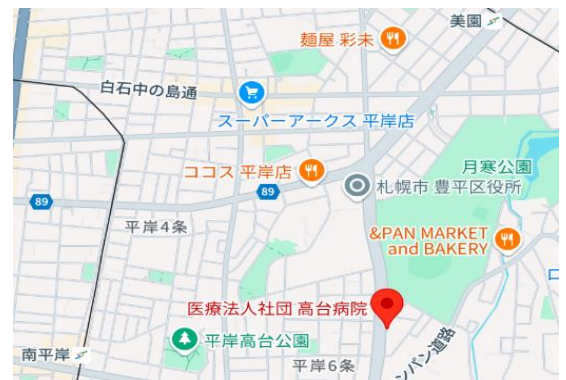 美園
麺屋 彩未
白石中の島通
スーパーアークス 平岸店
月寒公園
ココス 平岸店
89
札幌市 豊平区役所
89
平岸4条
&PAN MARKET
and BAKERY
ロ
医療法人社団 高台病院
平岸高台公園
南平岸
平岸6条
ンパン道路